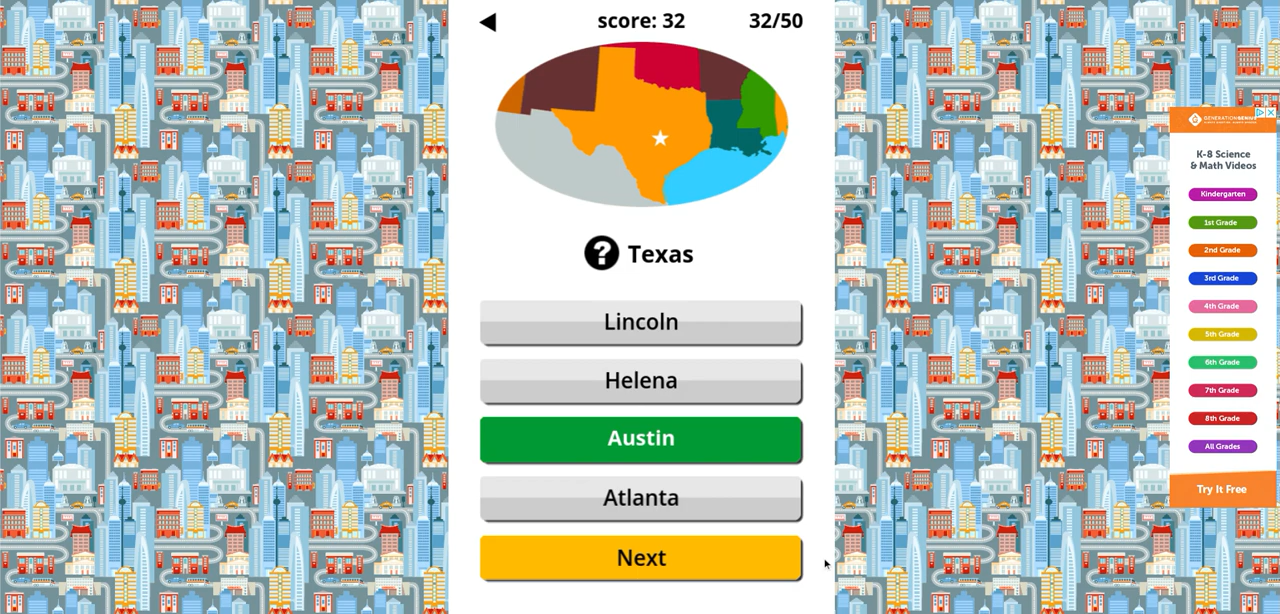 score: 32
32/50
Texas
Lincoln
Helena
Austin
Atlanta
Next
K-8 Science
& Math Videos
Kindergarten
1st Grade
2nd Grade
3rd Grade
4th Grade
5th Grade
6th Grade
7th Grade
8th Grade
All Grades
Try It Free